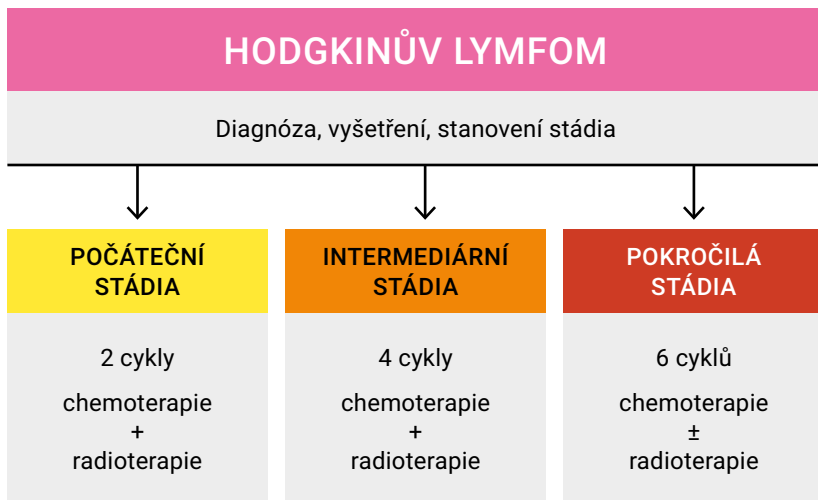 HODGKINŮV LYMFOM
Diagnóza, vyšetření, stanovení stádia
POČÁTEČNÍ
STÁDIA
2 cykly
chemoterapie
+
radioterapie
INTERMEDIÁRNÍ
STÁDIA
4 cykly
chemoterapie
+
radioterapie
POKROČILÁ
STÁDIA
6 cyklů
chemoterapie
±
radioterapie